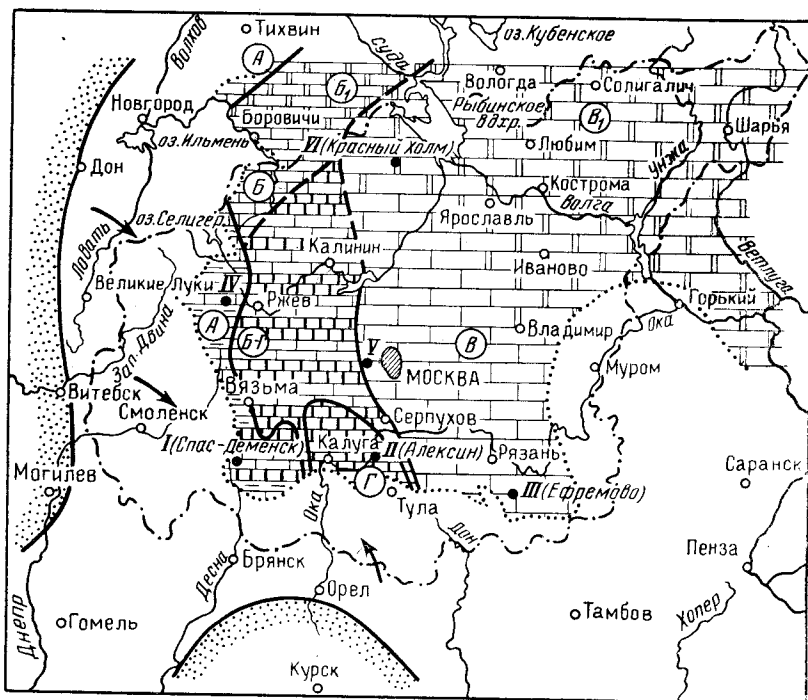 Тихвин
оз.Кубенское
Волхов
А
Суда
Б1
Вологда
Солигалич
Новгород
Рыбинское
вдхр.
В1
Боровичи
Шарья
оз.Ильмень
VI (Красный Холм)
Любим
Унжа
Дон
Б
Кострома
Волга
оз.Селигер
Ярославль
Ловать
Калинин
Ветлуга
Иваново
Великие Луки
IV
Ржев
Горький
А
Ока
Зап.Двина
Б-Г
V
В
Владимир
МОСКВА
Муром
Витебск
Вязьма
Смоленск
Серпухов
I (Спас-Деменск)
Калуга
II (Алексин)
Рязань
Могилев
Г
Саранск
Тула
III (Ефремово)
Ока
Дон
Десна
Брянск
Пенза
Орел
Днепр
Гомель
Тамбов
Хопер
Курск